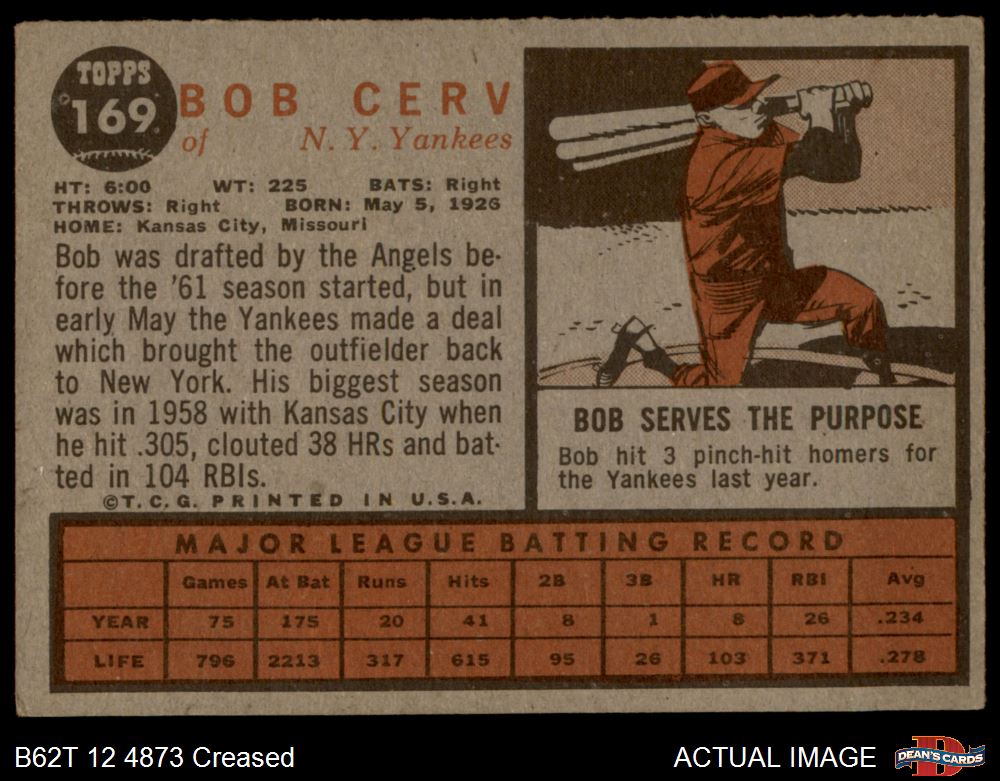 TOPPS
169
BOB CERV
of N. Y. Yankees
HT: 6:00 WT: 225 BATS: Right
THROWS: Right BORN: May 5, 1926
HOME: Kansas City, Missouri
Bob was drafted by the Angels be-
fore the '61 season started, but in
early May the Yankees made a deal
which brought the outfielder back
to New York. His biggest season
was in 1958 with Kansas City when
he hit .305, clouted 38 HRs and bat-
ted in 104 RBIs.
©T. C. G. PRINTED IN U.S.A.
BOB SERVES THE PURPOSE
Bob hit 3 pinch-hit homers for
the Yankees last year.
MAJOR LEAGUE BATTING RECORD
Games At Bat Runs Hits 2B 3B HR RBI Avg
YEAR 75 175 20 41 8 1 8 26 .234
LIFE 796 2213 317 615 95 26 103 371 .278
B62T 12 4873 Creased
ACTUAL IMAGE
DEAN'S CARDS